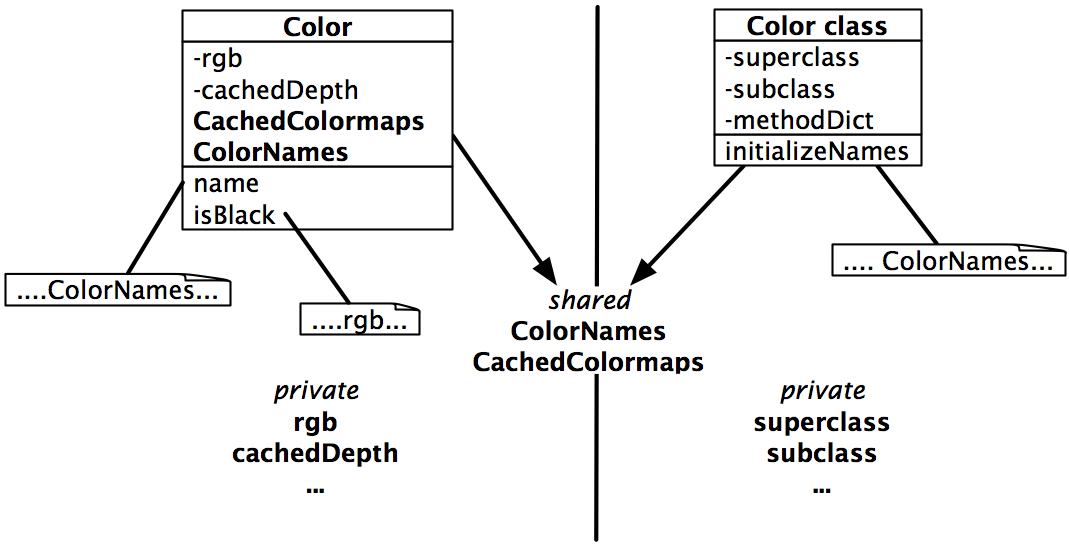 Color
-rgb
-cachedDepth
CachedColormaps
ColorNames
name
isBlack
....ColorNames...
....rgb...
private
rgb
cachedDepth
...
shared
ColorNames
CachedColormaps
Color class
-superclass
-subclass
-methodDict
initializeNames
.... ColorNames...
private
superclass
subclass
...